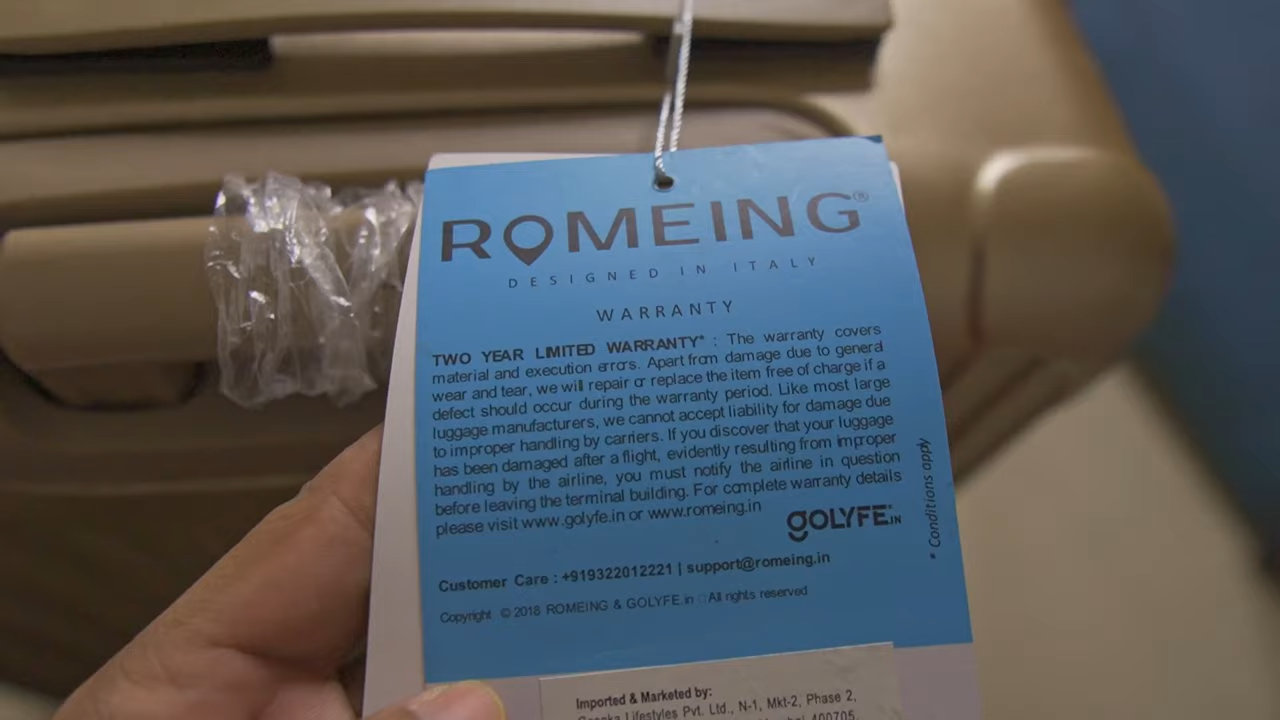 ROMEING®
DESIGNED IN ITALY
WARRANTY
TWO YEAR LIMITED WARRANTY* : The warranty covers
material and execution errors. Apart from damage due to general
wear and tear, we will repair or replace the item free of charge if a
defect should occur during the warranty period. Like most large
luggage manufacturers, we cannot accept liability for damage due
to improper handling by carriers. If you discover that your luggage
has been damaged after a flight, evidently resulting from improper
handling by the airline, you must notify the airline in question
before leaving the terminal building. For complete warranty details
please visit www.golyfe.in or www.romeing.in
GOLYFE.IN
* Conditions apply
Customer Care : +919322012221 | support@romeing.in
Copyright © 2018 ROMEING & GOLYFE.in All rights reserved
Imported & Marketed by:
Lifestyles Pvt. Ltd., N-1, Mkt-2, Phase 2,
400705.